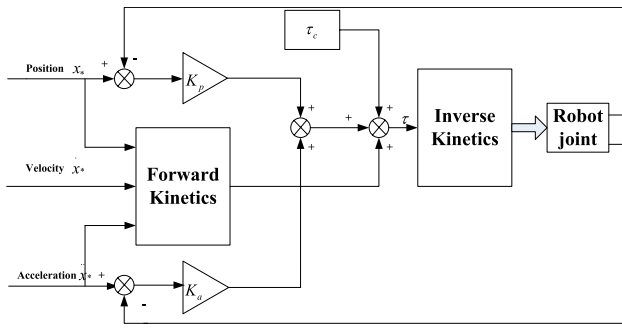 τ_c
-
Position x_* +
K_p
+ +
+ + +
τ
Inverse
Kinetics
Robot
joint
Velocity ẋ_*
Forward
Kinetics
+
Acceleration ẍ_* +
K_a
-